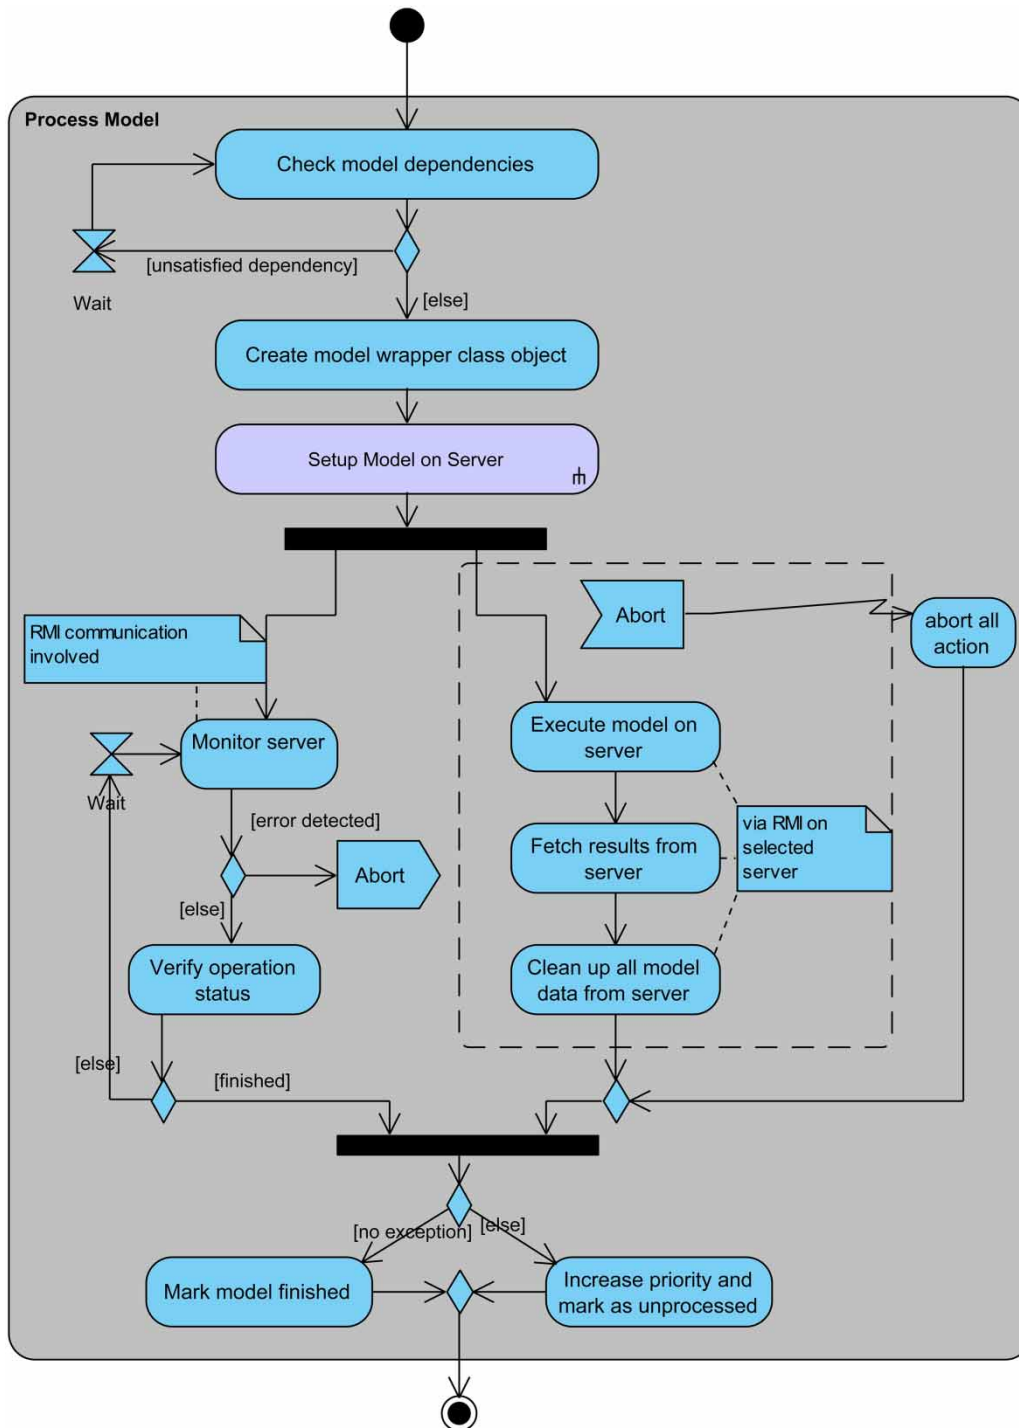 Process Model
Check model dependencies
[unsatisfied dependency]
Wait
[else]
Create model wrapper class object
Setup Model on Server
Abort
abort all
action
RMI communication
involved
Monitor server
Wait
[error detected]
Abort
[else]
Verify operation
status
[else]
[finished]
Execute model on
server
Fetch results from
server
via RMI on
selected
server
Clean up all model
data from server
[no exception]
[else]
Mark model finished
Increase priority and
mark as unprocessed